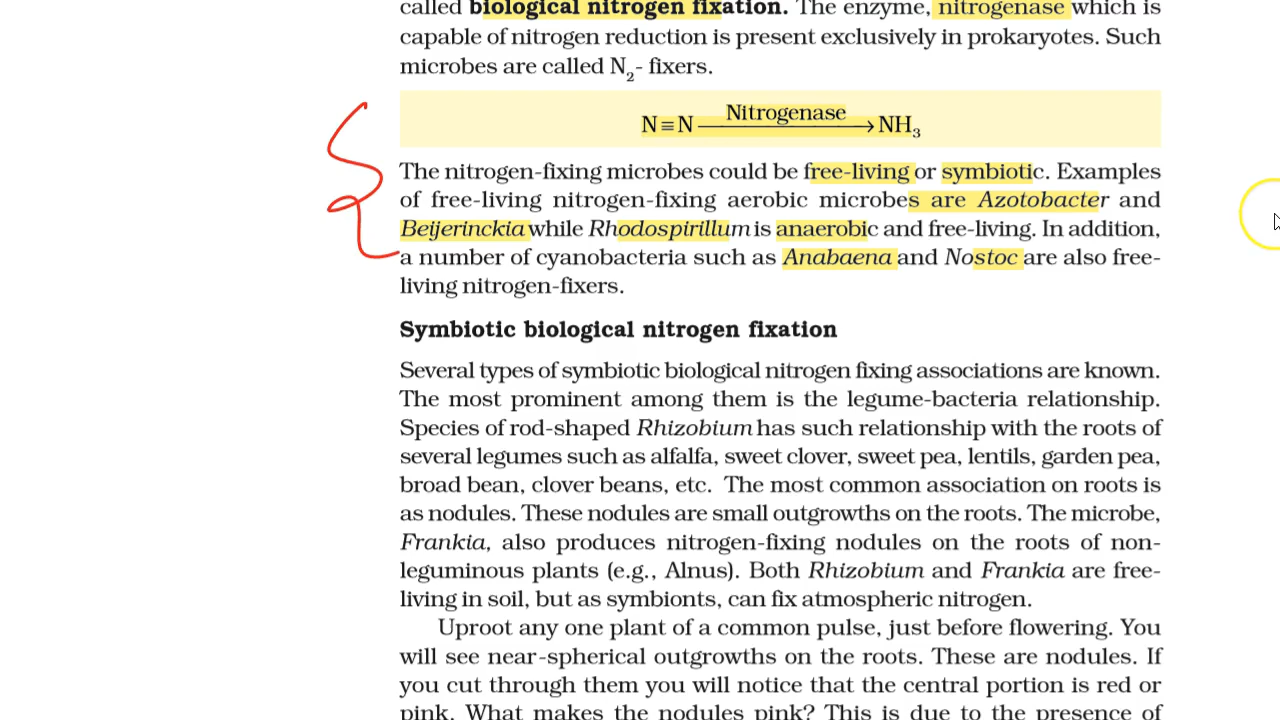 called biological nitrogen fixation. The enzyme, nitrogenase which is
capable of nitrogen reduction is present exclusively in prokaryotes. Such
microbes are called N₂- fixers.
N≡N Nitrogenase → NH₃
The nitrogen-fixing microbes could be free-living or symbiotic. Examples
of free-living nitrogen-fixing aerobic microbes are Azotobacter and
Beijerinckia while Rhodospirillum is anaerobic and free-living. In addition,
a number of cyanobacteria such as Anabaena and Nostoc are also free-
living nitrogen-fixers.
Symbiotic biological nitrogen fixation
Several types of symbiotic biological nitrogen fixing associations are known.
The most prominent among them is the legume-bacteria relationship.
Species of rod-shaped Rhizobium has such relationship with the roots of
several legumes such as alfalfa, sweet clover, sweet pea, lentils, garden pea,
broad bean, clover beans, etc. The most common association on roots is
as nodules. These nodules are small outgrowths on the roots. The microbe,
Frankia, also produces nitrogen-fixing nodules on the roots of non-
leguminous plants (e.g., Alnus). Both Rhizobium and Frankia are free-
living in soil, but as symbionts, can fix atmospheric nitrogen.
Uproot any one plant of a common pulse, just before flowering. You
will see near-spherical outgrowths on the roots. These are nodules. If
you cut through them you will notice that the central portion is red or
pink. What makes the nodules pink? This is due to the presence of